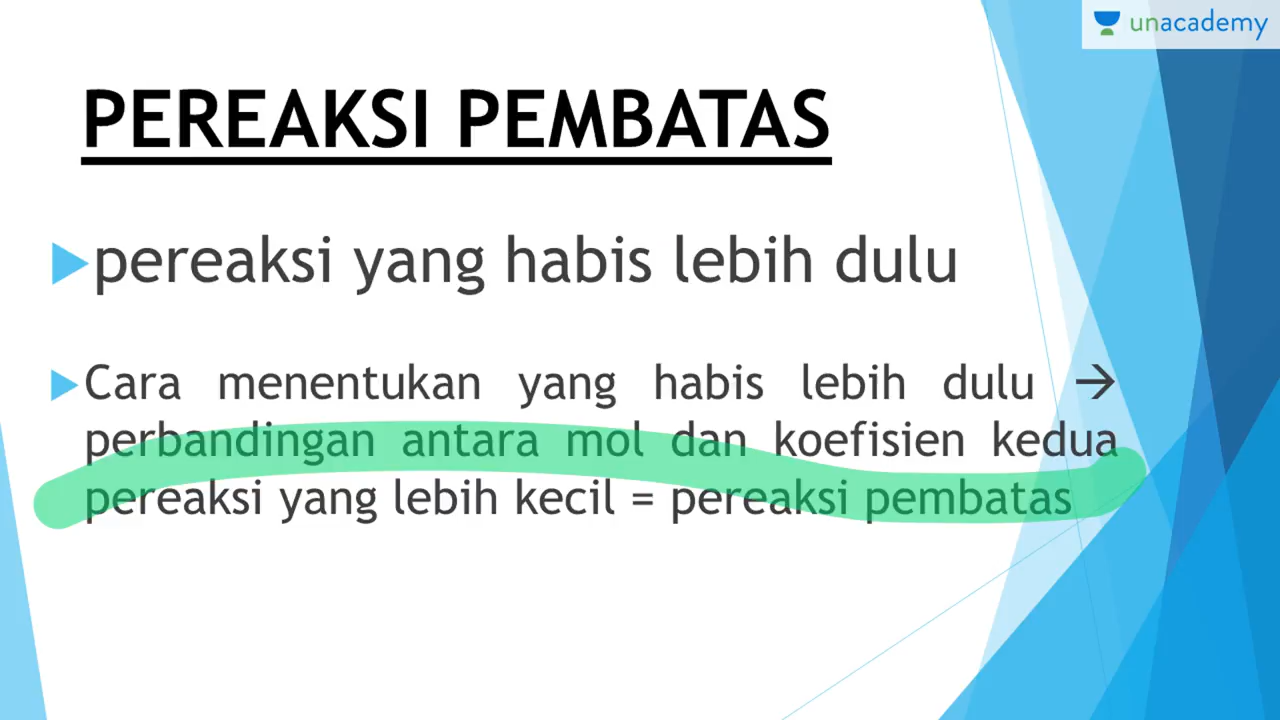 unacademy
PEREAKSI PEMBATAS
pereaksi yang habis lebih dulu
Cara menentukan yang habis lebih dulu →
perbandingan antara mol dan koefisien kedua
pereaksi yang lebih kecil = pereaksi pembatas